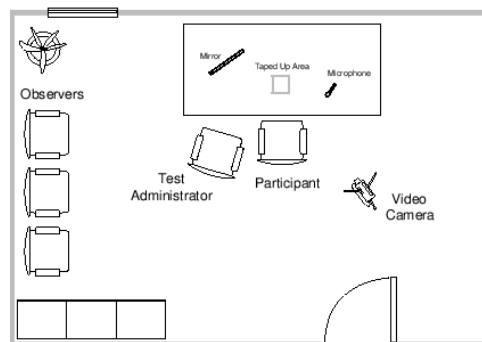 Mirror
Taped Up Area
Microphone
Observers
Test
Administrator
Participant
Video
Camera